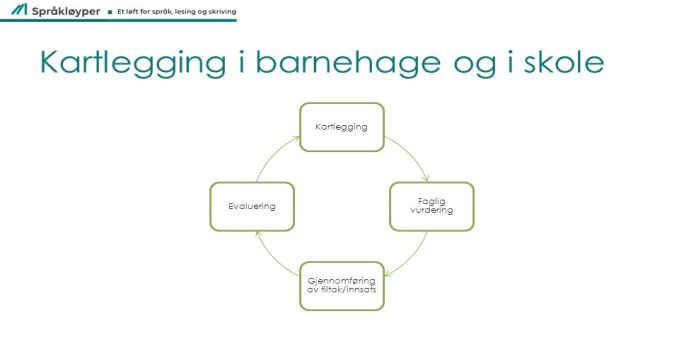 Språkløyper ■ Et løft for språk, lesing og skriving
Kartlegging i barnehage og i skole
Kartlegging
Evaluering
Faglig
vurdering
Gjennomføring
av tiltak/innsats